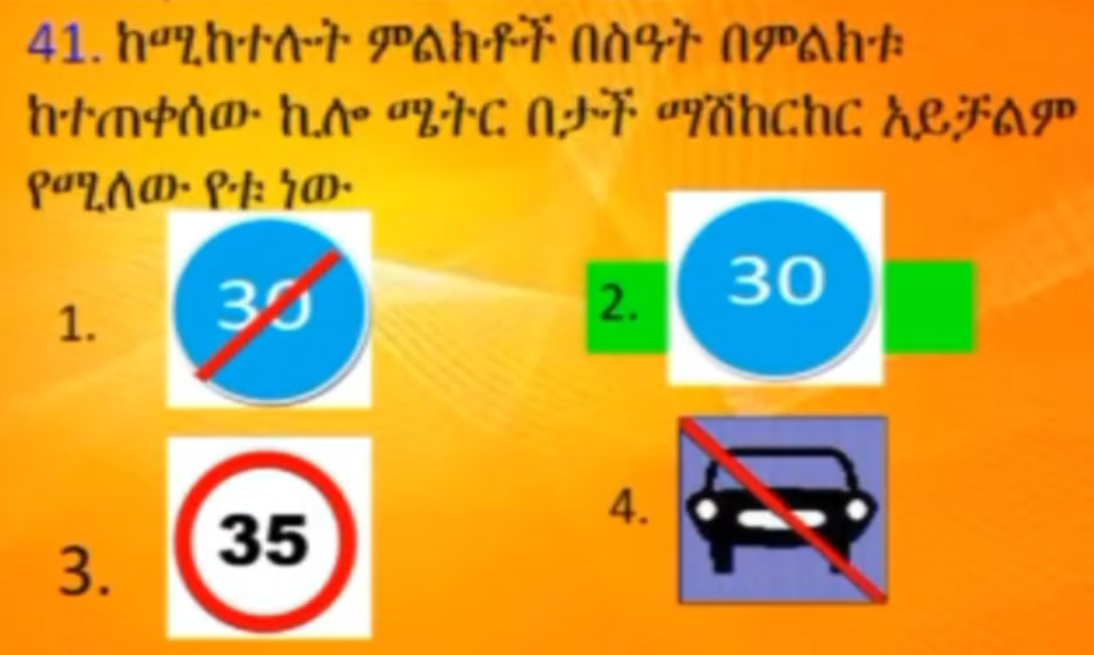 41. ከሚከተሉት ምልክቶች በስዓት በምልክቱ
ከተጠቀሰው ኪሎ ሜትር በታች ማሽከርከር አይቻልም
የሚለው የቱ ነው
1. 30
2. 30
3. 35
4.